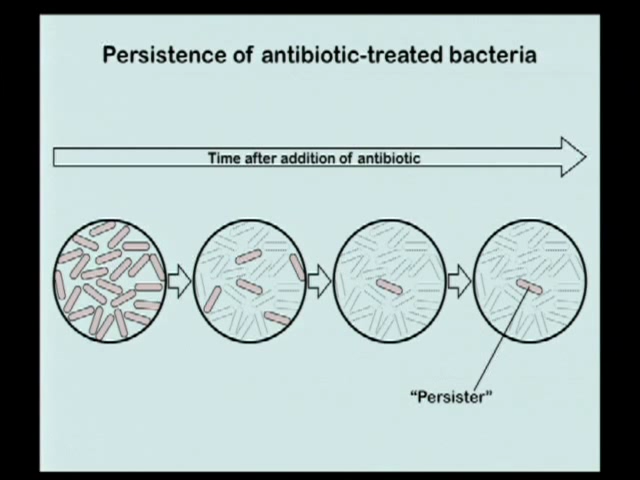 Persistence of antibiotic-treated bacteria
Time after addition of antibiotic
“Persister”